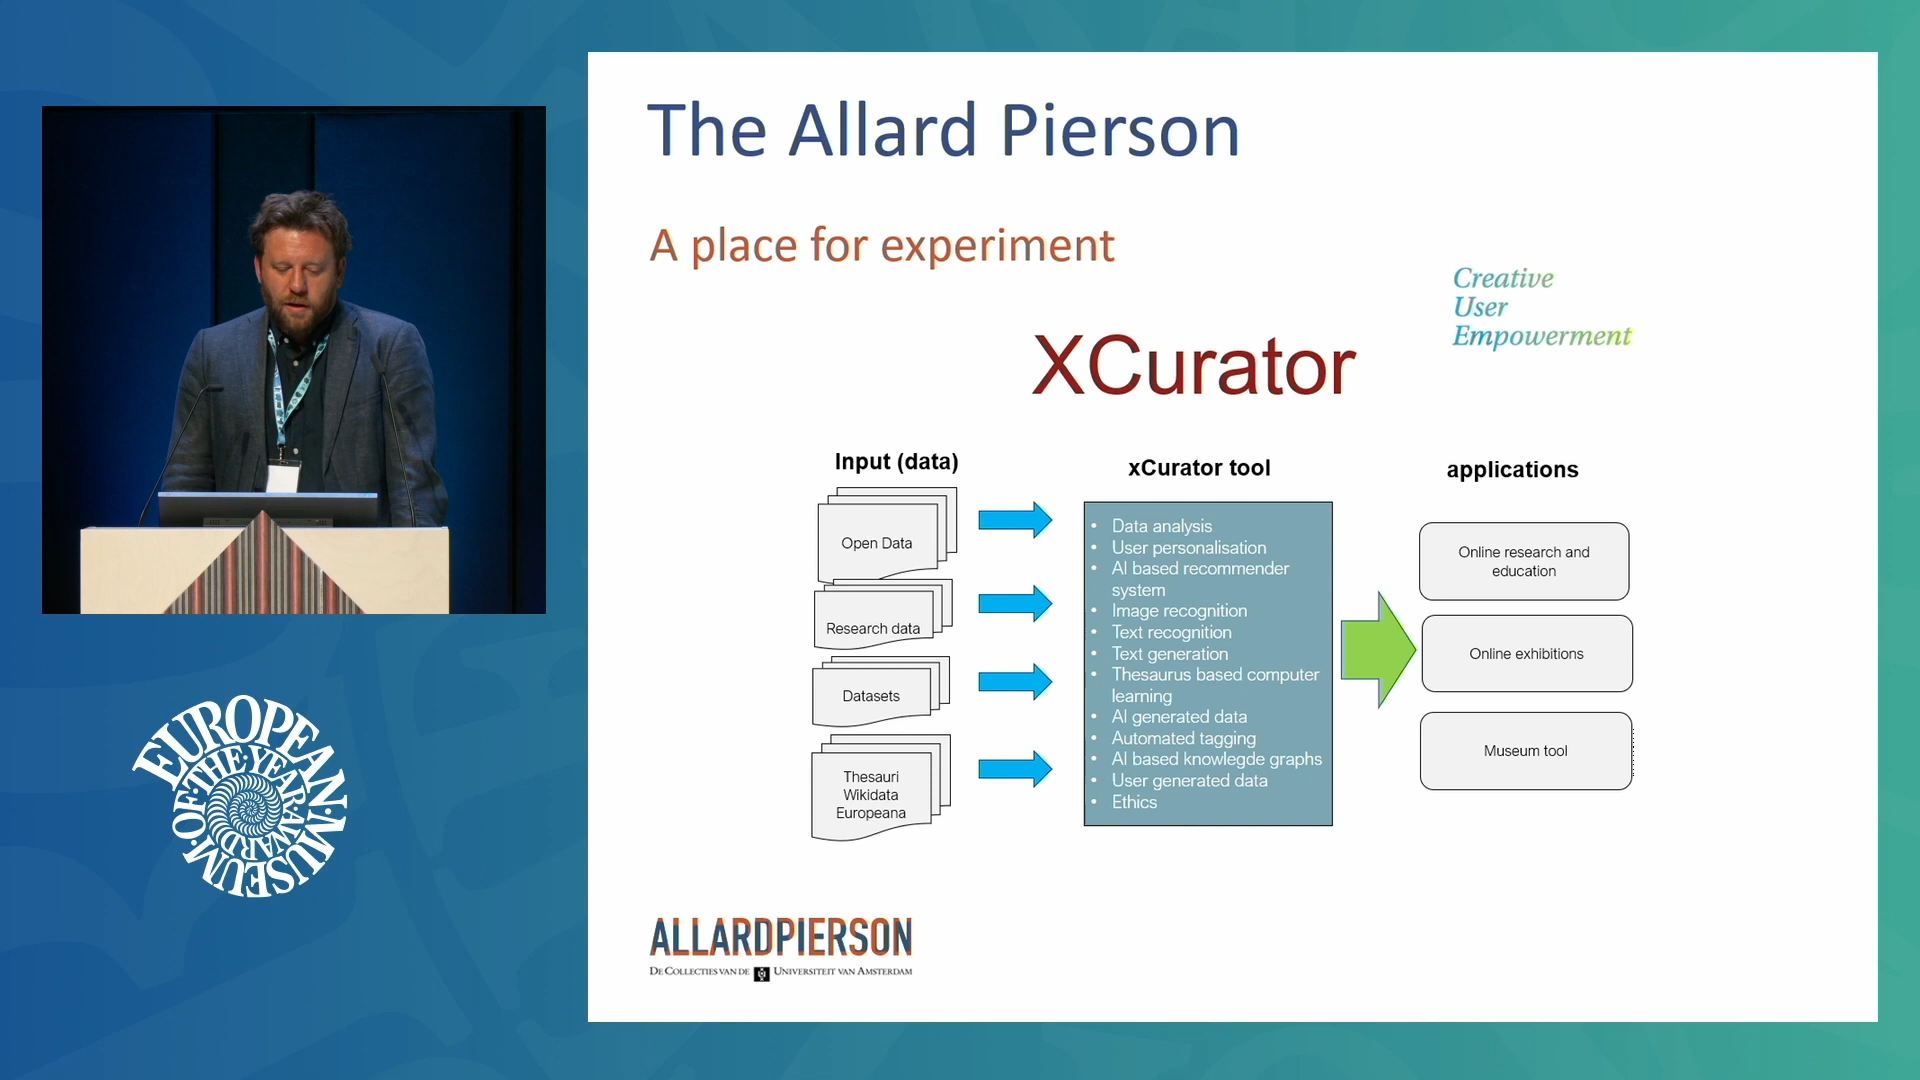 The Allard Pierson
A place for experiment
Creative
User
Empowerment
XCurator
Input (data)
Open Data
Research data
Datasets
Thesauri
Wikidata
Europeana
xCurator tool
• Data analysis
• User personalisation
• AI based recommender
system
• Image recognition
• Text recognition
• Text generation
• Thesaurus based computer
learning
• AI generated data
• Automated tagging
• AI based knowlegde graphs
• User generated data
• Ethics
applications
Online research and
education
Online exhibitions
Museum tool
EUROPEAN·MUSEUM·OF·THE·YEAR·AWARD
ALLARDPIERSON
DE COLLECTIES VAN DE UNIVERSITEIT VAN AMSTERDAM